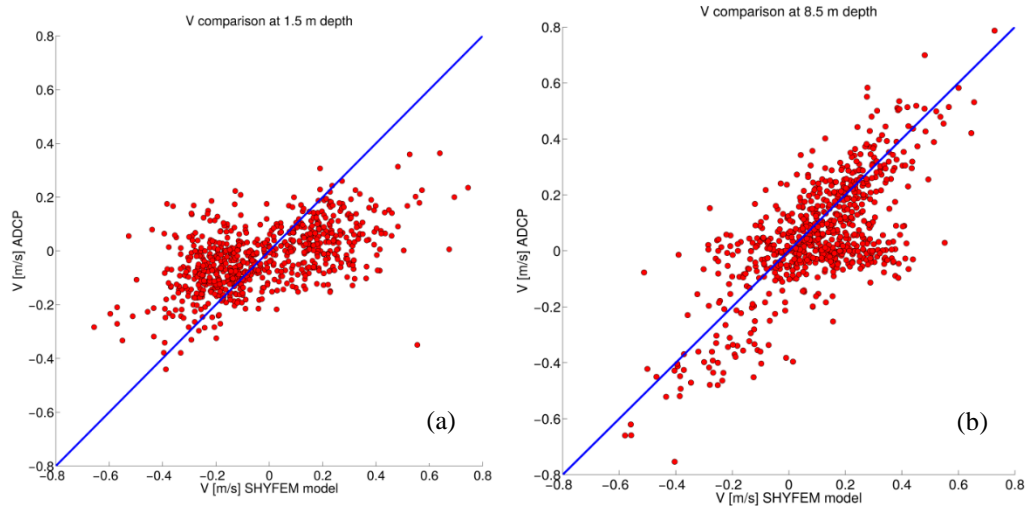 V comparison at 1.5 m depth
0.8
0.6
0.4
0.2
0
−0.2
−0.4
−0.6
−0.8
V [m/s] ADCP
−0.8 −0.6 −0.4 −0.2 0 0.2 0.4 0.6 0.8
V [m/s] SHYFEM model
(a)
V comparison at 8.5 m depth
0.8
0.6
0.4
0.2
0
−0.2
−0.4
−0.6
−0.8
V [m/s] ADCP
−0.8 −0.6 −0.4 −0.2 0 0.2 0.4 0.6 0.8
V [m/s] SHYFEM model
(b)